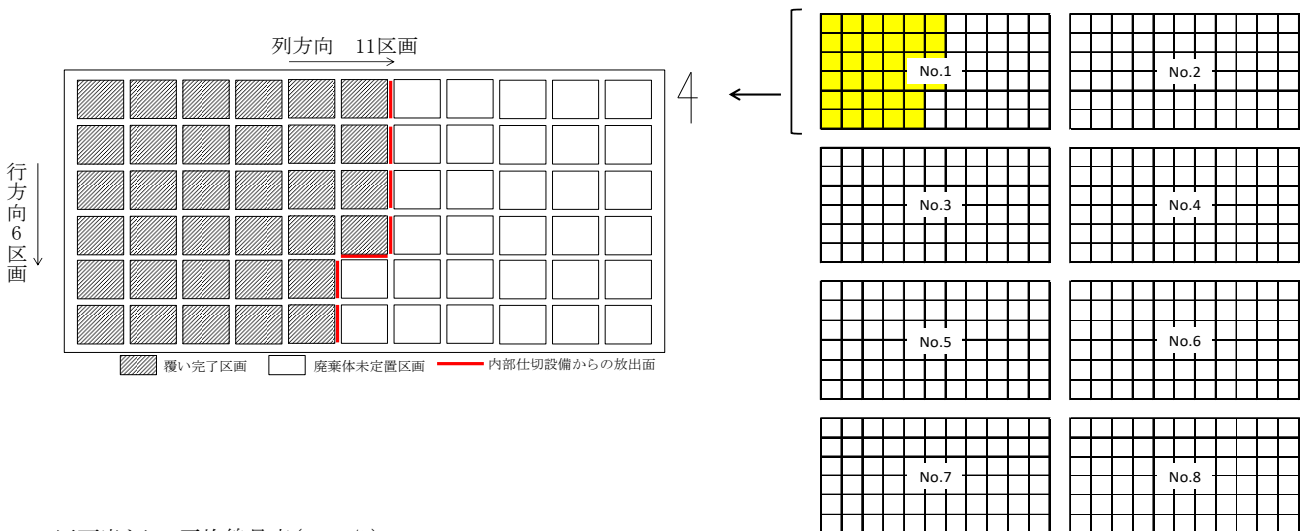 列方向 11区画
行方向6区画
覆い完了区画
廃棄体未定置区画
内部仕切設備からの放出面
No.1
No.2
No.3
No.4
No.5
No.6
No.7
No.8